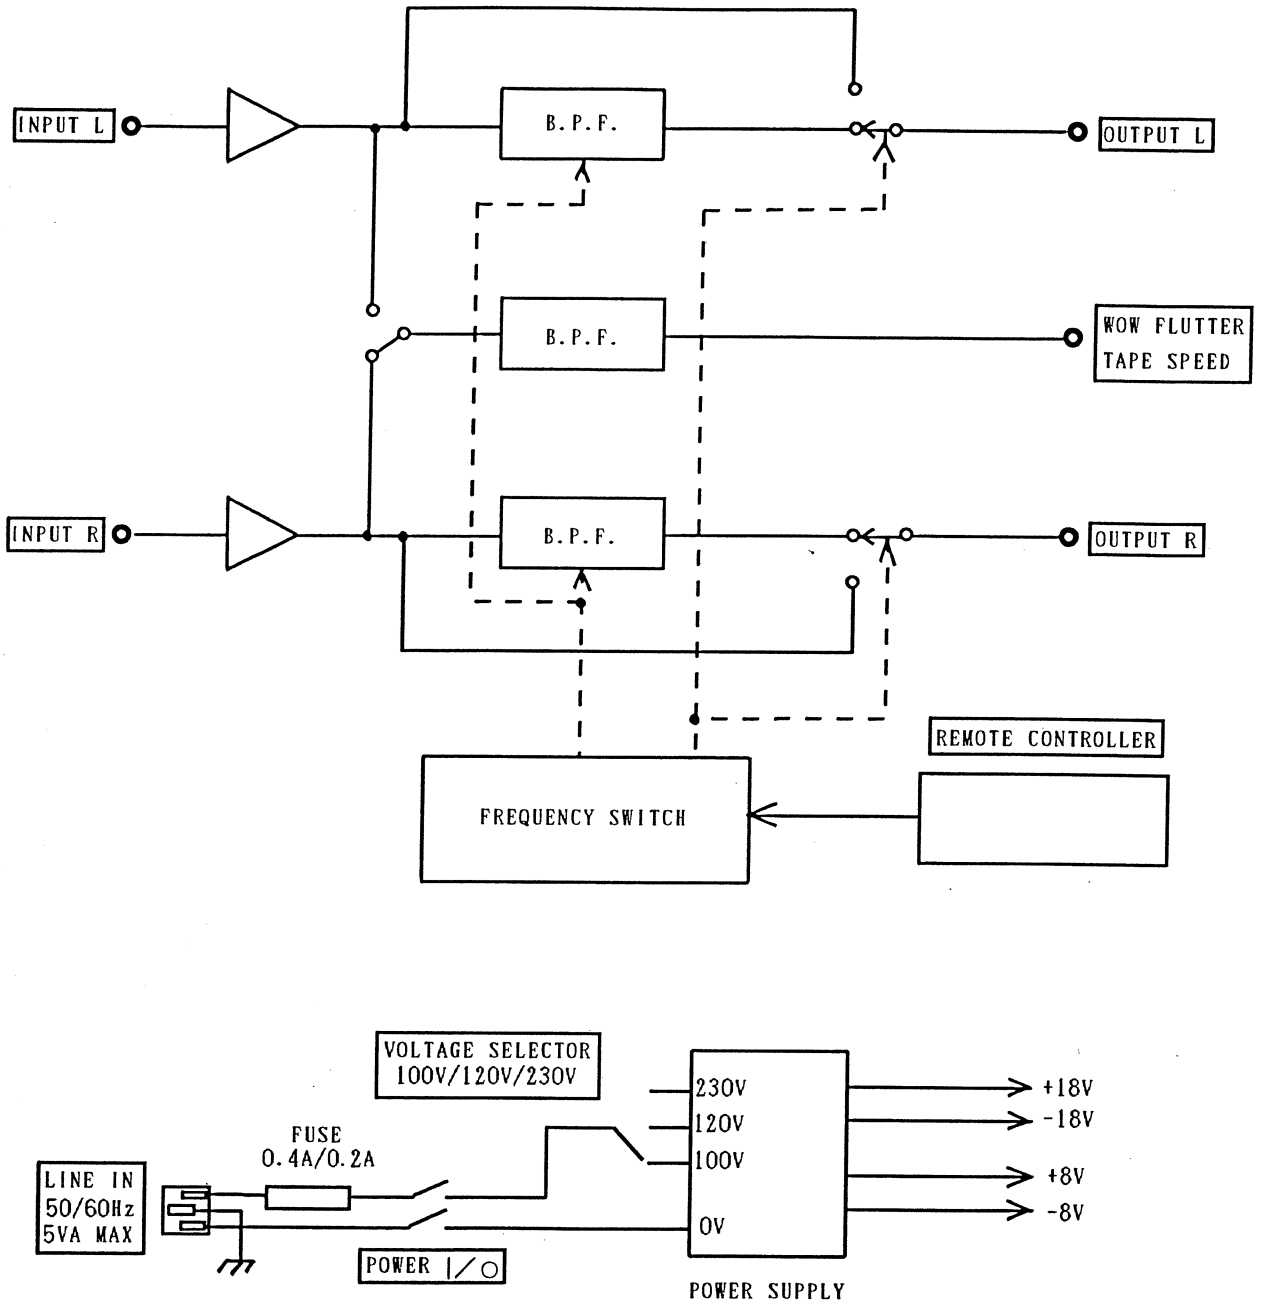 INPUT L
B.P.F.
OUTPUT L
B.P.F.
WOW FLUTTER
TAPE SPEED
INPUT R
B.P.F.
OUTPUT R
REMOTE CONTROLLER
FREQUENCY SWITCH
VOLTAGE SELECTOR
100V/120V/230V
230V
+18V
120V
-18V
FUSE
0.4A/0.2A
100V
LINE IN
50/60Hz
5VA MAX
+8V
-8V
0V
POWER I/O
POWER SUPPLY